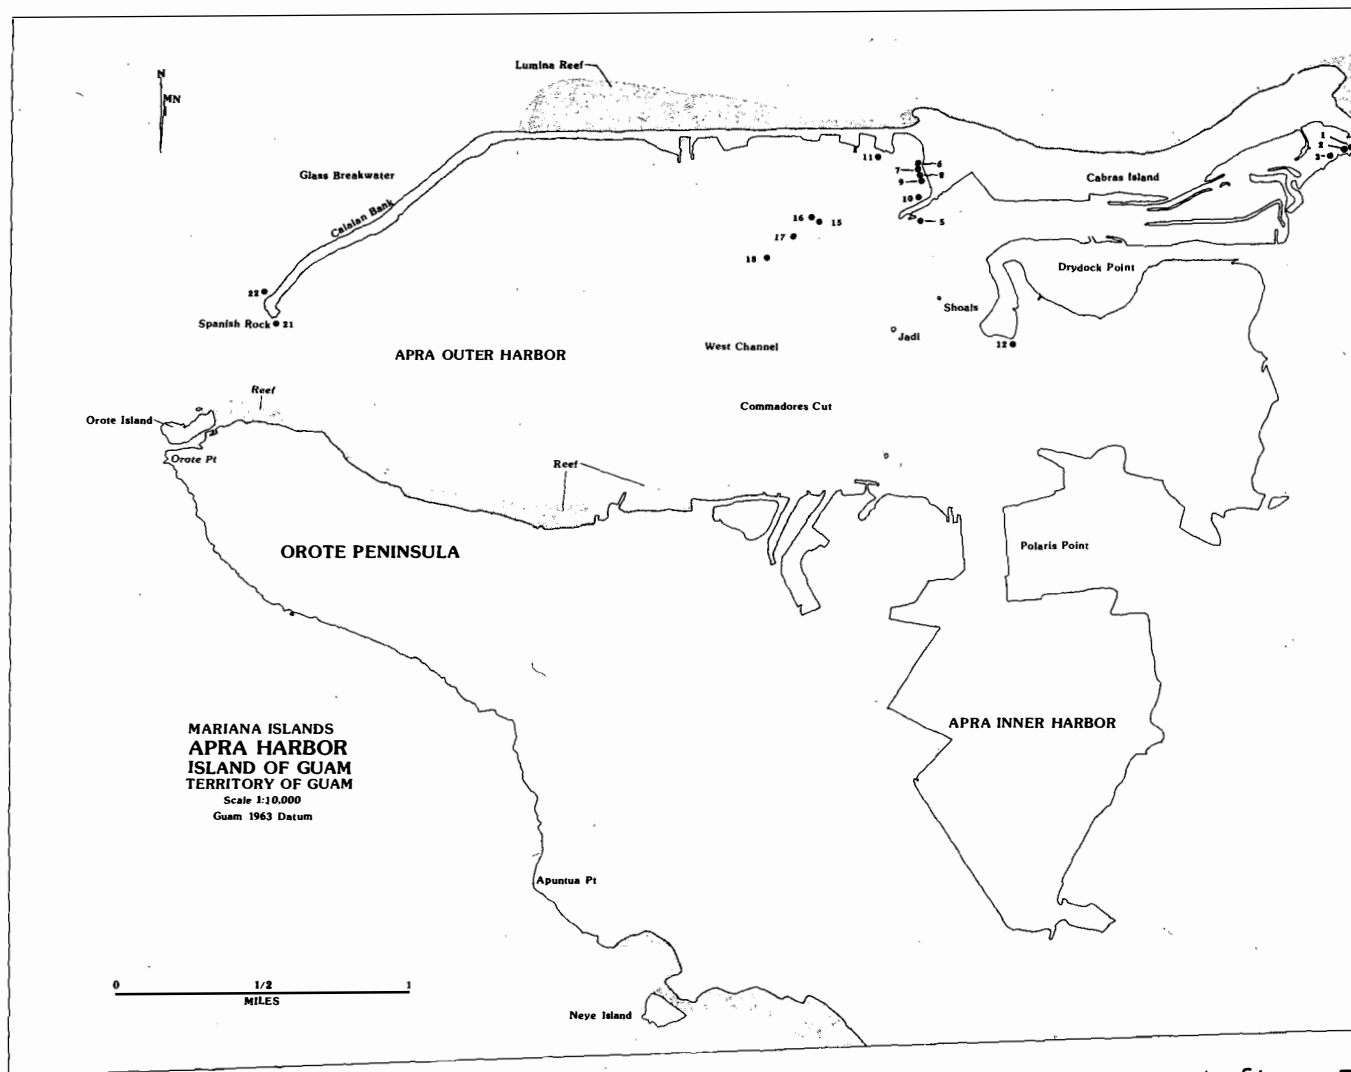 N
MN
Lumina Reef
Glass Breakwater
Calalan Bank
11
6
7
8
9
10
5
1
2
3
Cabras Island
16
15
17
18
22
Spanish Rock
21
Drydock Point
Shoals
Jadi
12
West Channel
APRA OUTER HARBOR
Commadores Cut
Reef
Orote Island
Orote Pt
Reef
OROTE PENINSULA
Polaris Point
APRA INNER HARBOR
MARIANA ISLANDS
APRA HARBOR
ISLAND OF GUAM
TERRITORY OF GUAM
Scale 1:10,000
Guam 1963 Datum
Apuntua Pt
0 1/2 1
MILES
Neye Island